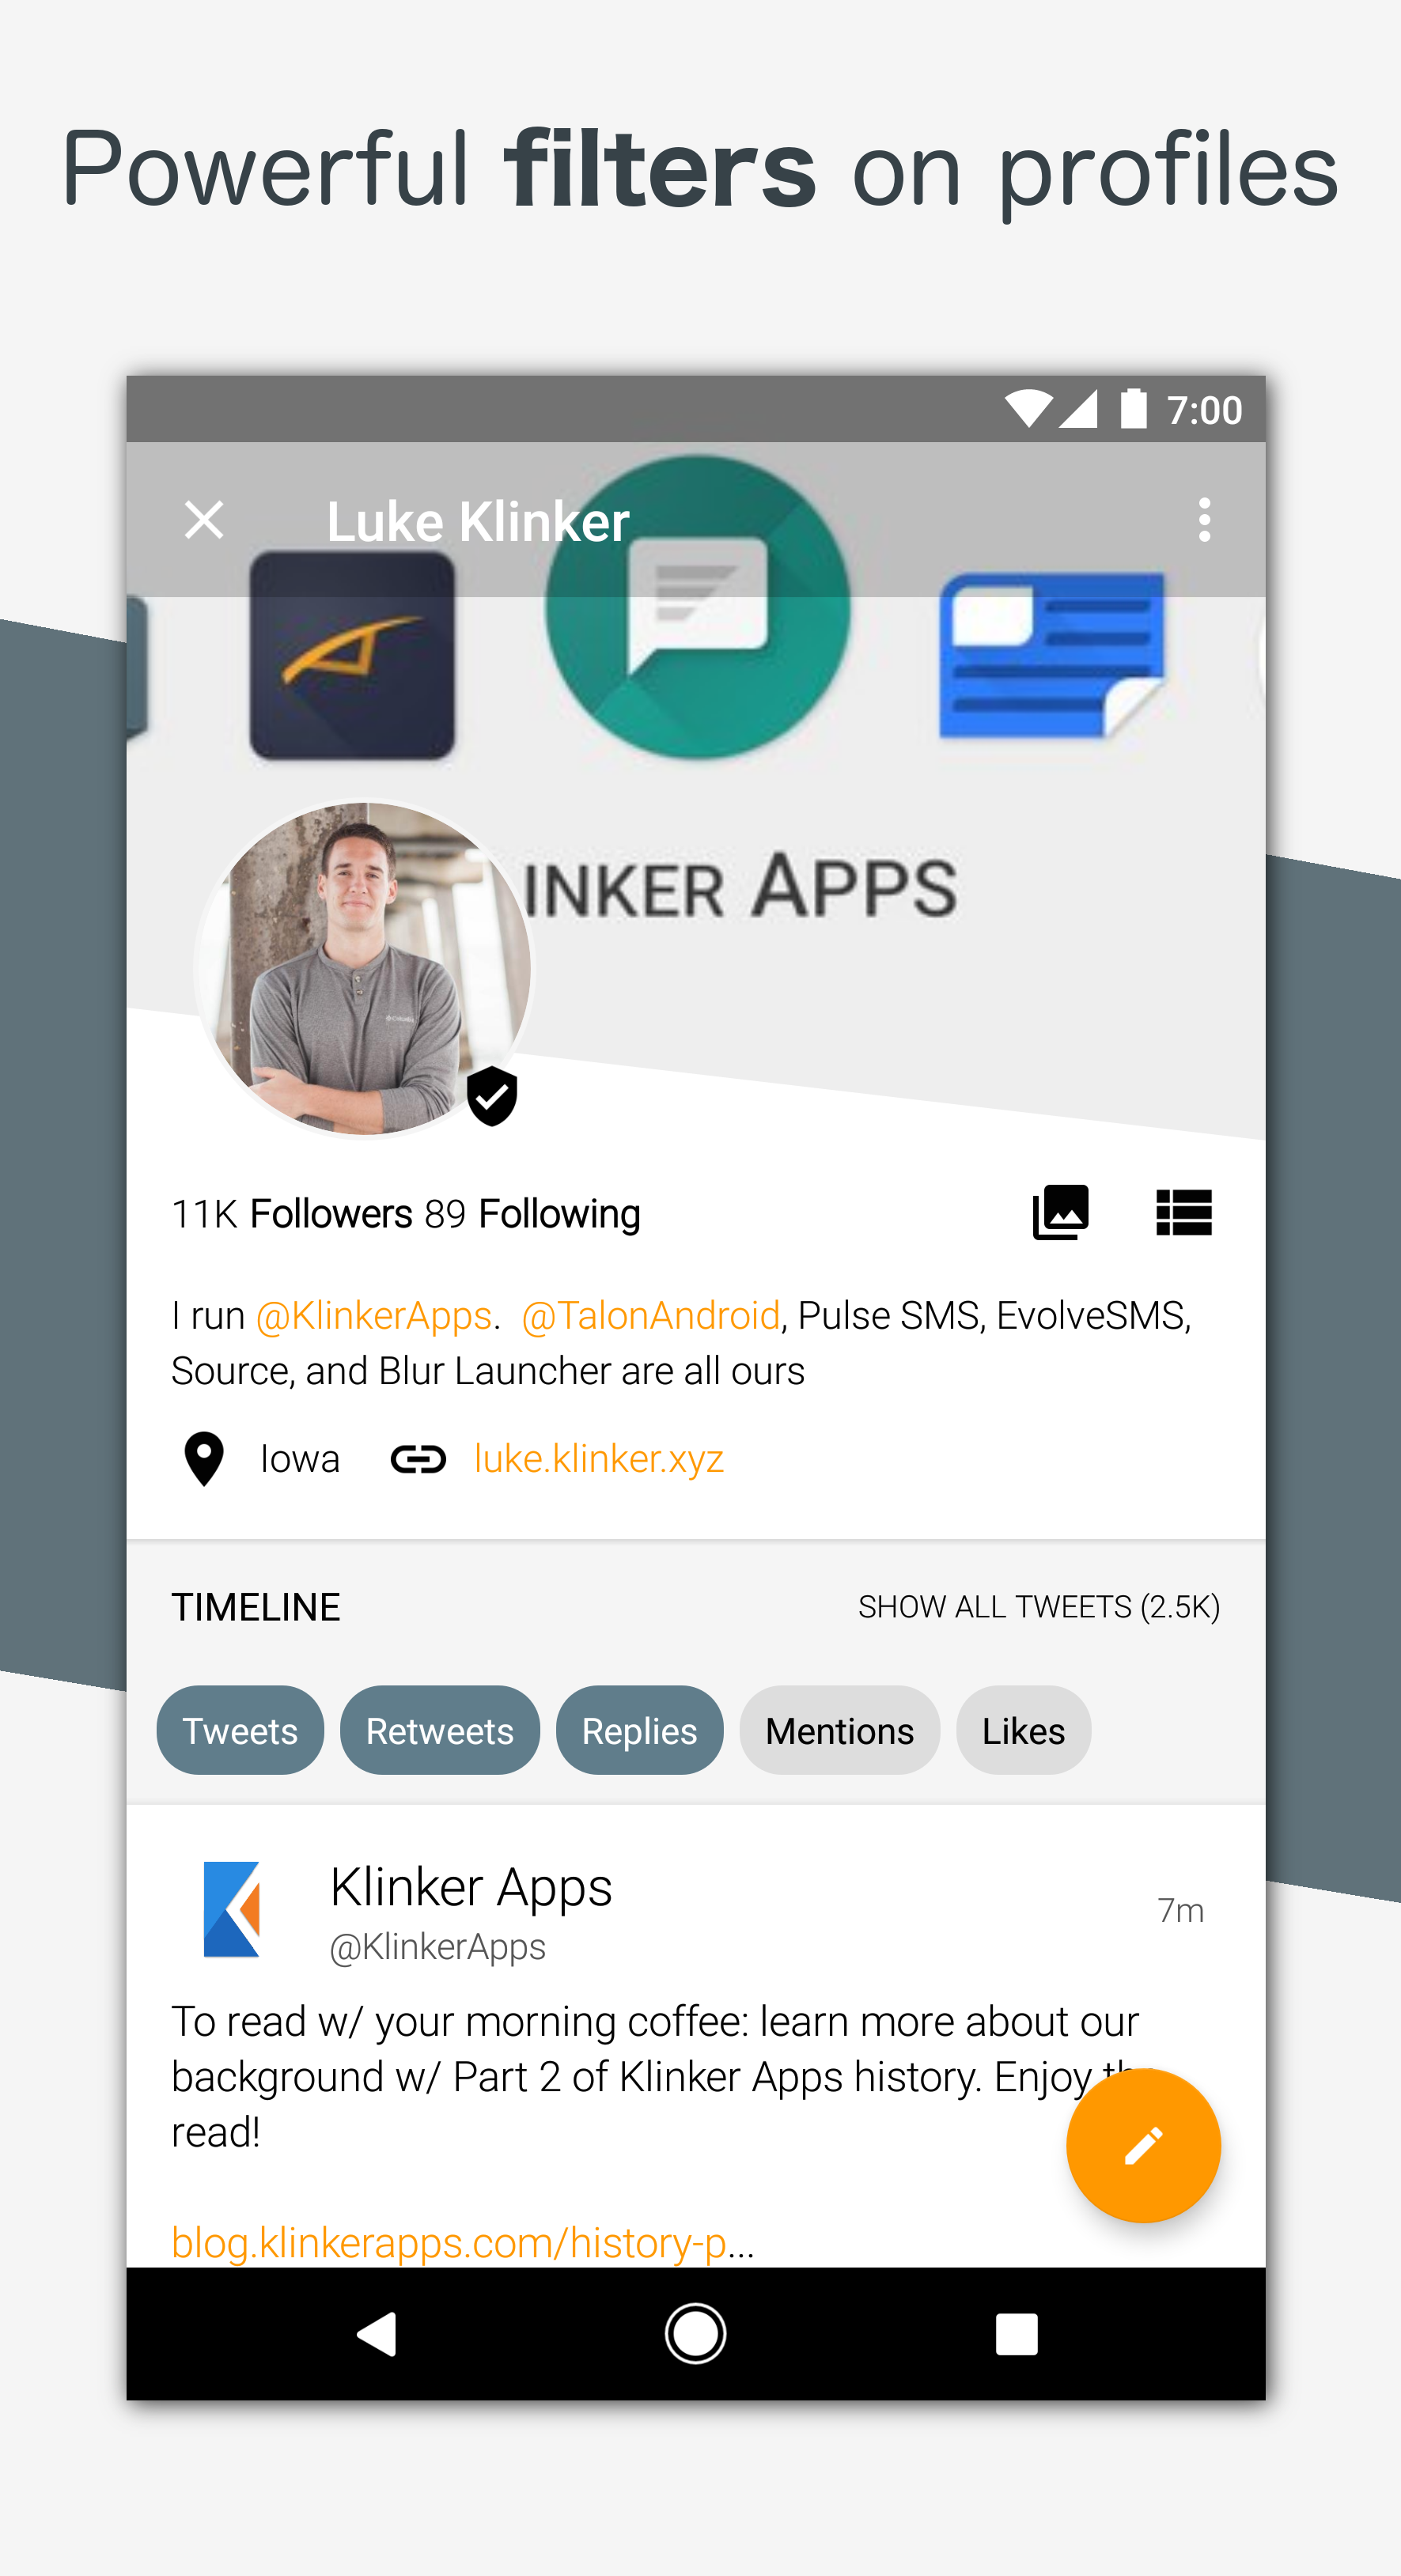 Powerful filters on profiles
7:00
Luke Klinker
INKER APPS
11K Followers 89 Following
I run @KlinkerApps.  @TalonAndroid, Pulse SMS, EvolveSMS,
Source, and Blur Launcher are all ours
Iowa luke.klinker.xyz
TIMELINE SHOW ALL TWEETS (2.5K)
Tweets Retweets Replies Mentions Likes
Klinker Apps
7m
@KlinkerApps
To read w/ your morning coffee: learn more about our
background w/ Part 2 of Klinker Apps history. Enjoy
read!
blog.klinkerapps.com/history-p...